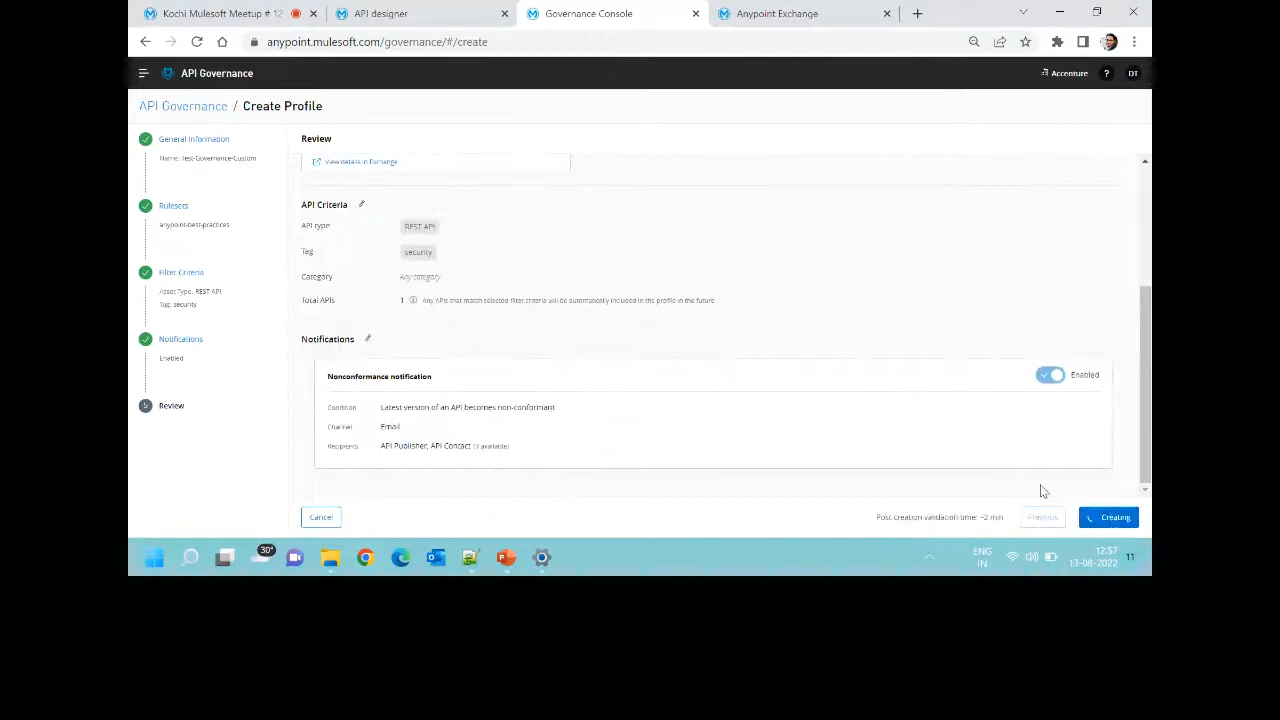 Kochi Mulesoft Meetup # 12
API designer
Governance Console
Anypoint Exchange
anypoint.mulesoft.com/governance/#/create
API Governance
Accenture
?
DT
API Governance / Create Profile
General Information
Name: Test-Governance-Custom
Rulesets
anypoint-best-practices
Filter Criteria
Asset Type: REST API
Tag: security
Notifications
Enabled
5 Review
Review
View details in Exchange
API Criteria
API type REST API
Tag security
Category Any category
Total APIs 1 Any APIs that match selected filter criteria will be automatically included in the profile in the future.
Notifications
Nonconformance notification Enabled
Condition Latest version of an API becomes non-conformant
Channel Email
Recipients API Publisher, API Contact (if available)
Cancel
Post-creation validation time: ~2 min
Previous
Creating
30°
ENG
IN
12:57
13-08-2022
11